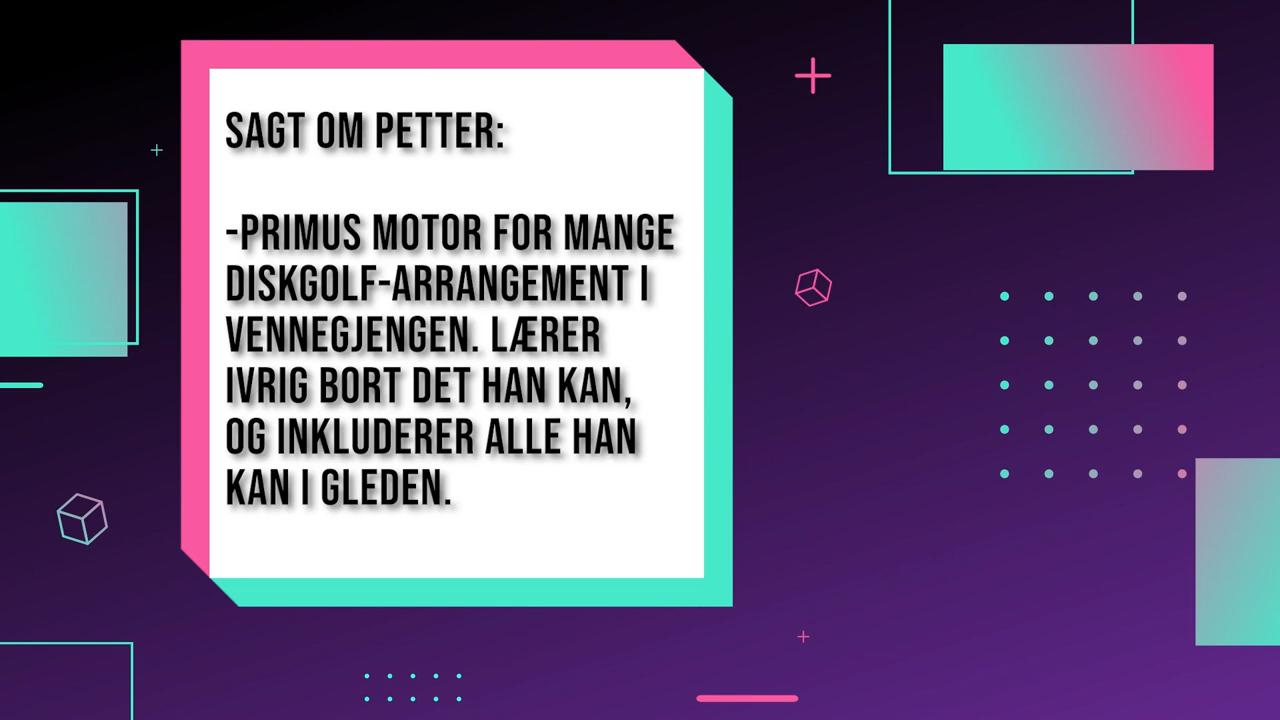 SAGT OM PETTER:
-PRIMUS MOTOR FOR MANGE
DISKGOLF-ARRANGEMENT I
VENNEGJENGEN. LÆRER
IVRIG BORT DET HAN KAN,
OG INKLUDERER ALLE HAN
KAN I GLEDEN.